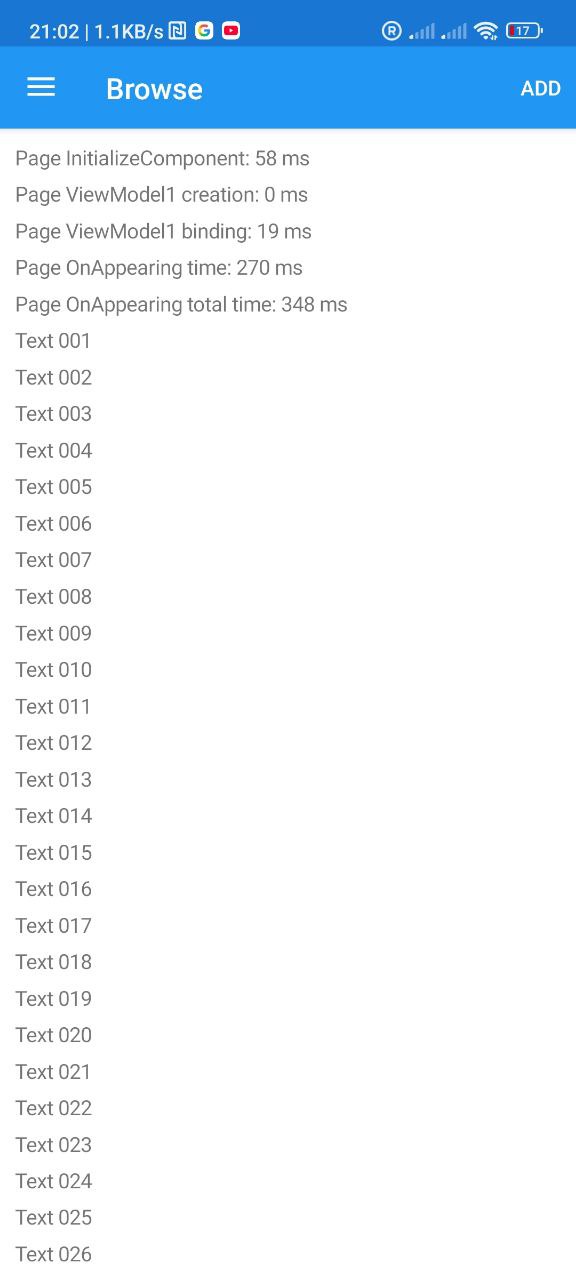 21:02 | 1.1KB/s
17
Browse
ADD
Page InitializeComponent: 58 ms
Page ViewModel1 creation: 0 ms
Page ViewModel1 binding: 19 ms
Page OnAppearing time: 270 ms
Page OnAppearing total time: 348 ms
Text 001
Text 002
Text 003
Text 004
Text 005
Text 006
Text 007
Text 008
Text 009
Text 010
Text 011
Text 012
Text 013
Text 014
Text 015
Text 016
Text 017
Text 018
Text 019
Text 020
Text 021
Text 022
Text 023
Text 024
Text 025
Text 026